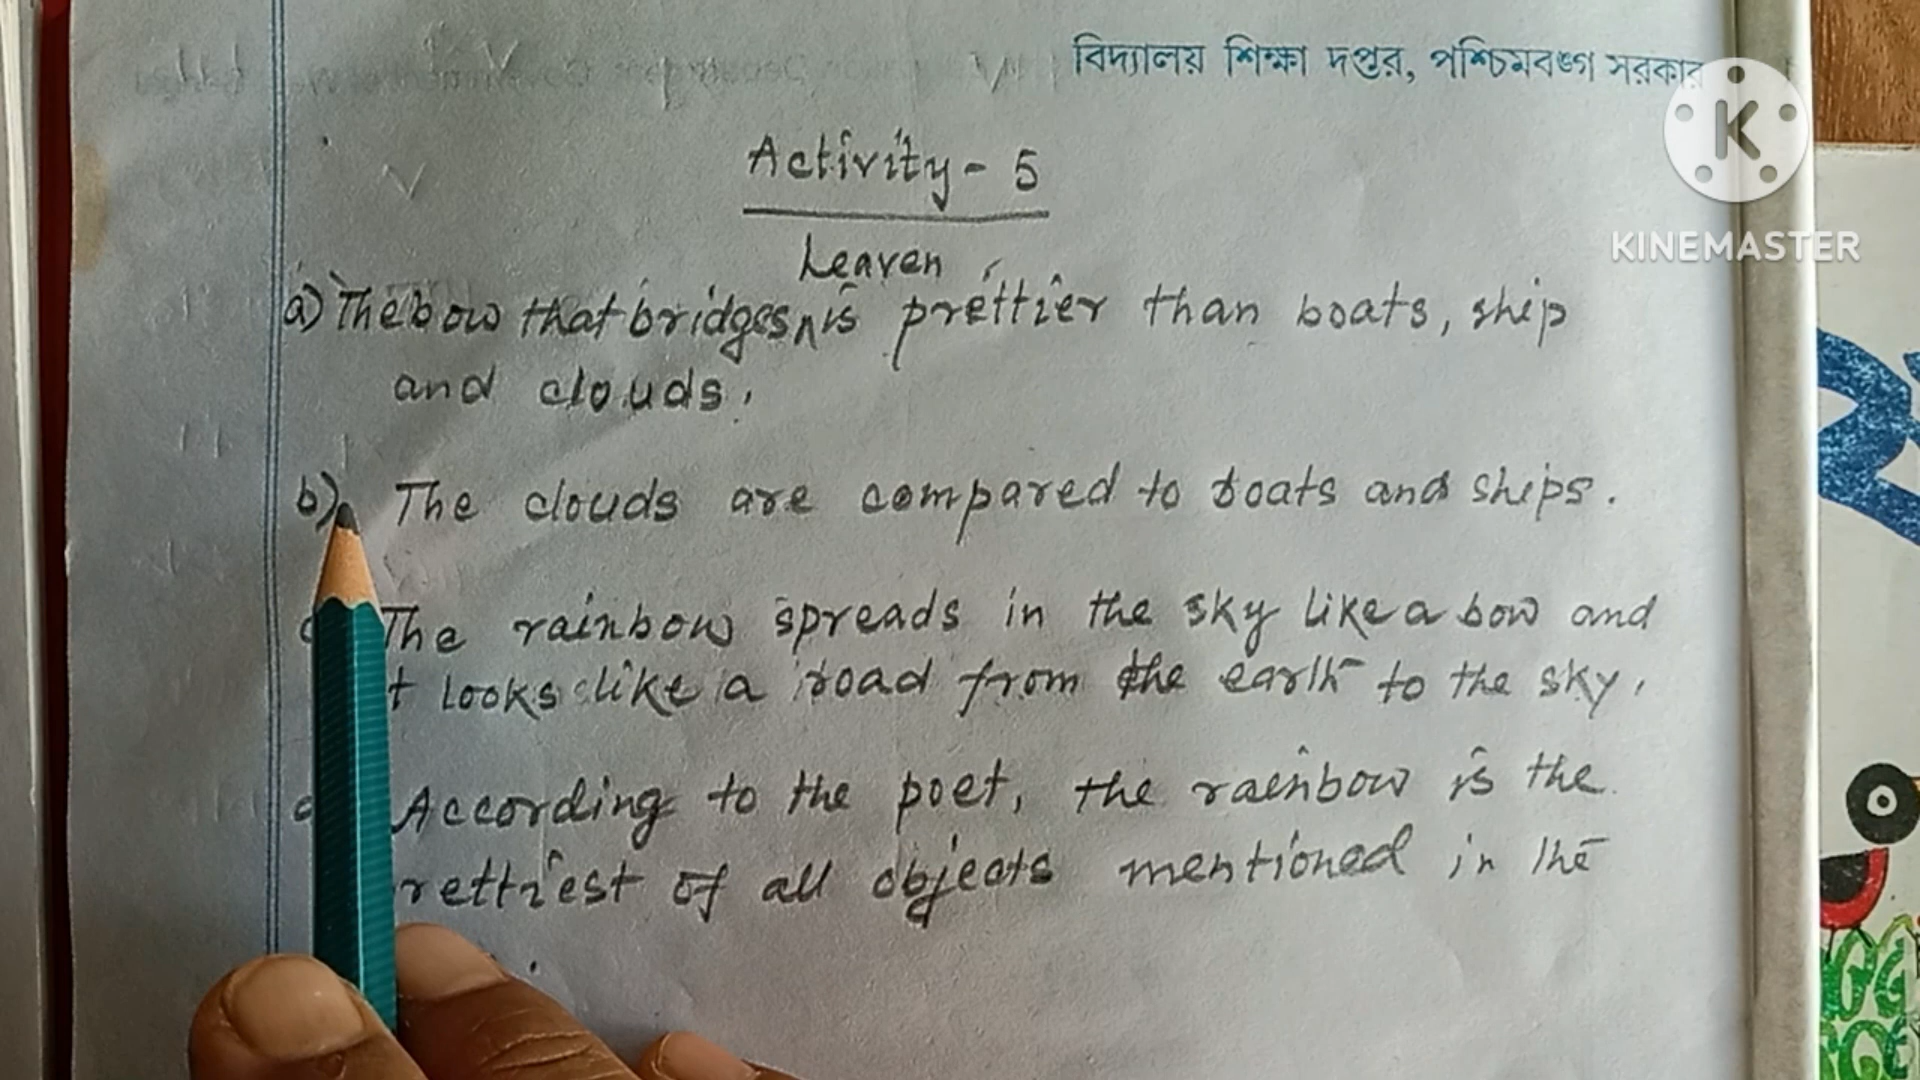 বিদ্যালয় শিক্ষা দপ্তর, পশ্চিমবঙ্গ সরকার
K
KINEMASTER
Activity - 5
Leaven
a) The bow that bridges ∧ is prettier than boats, ship
and clouds.
b) The clouds are compared to boats and ships.
The rainbow spreads in the sky like a bow and
t looks like a road from the earth to the sky.
According to the poet, the rainbow is the
rettiest of all objects mentioned in the